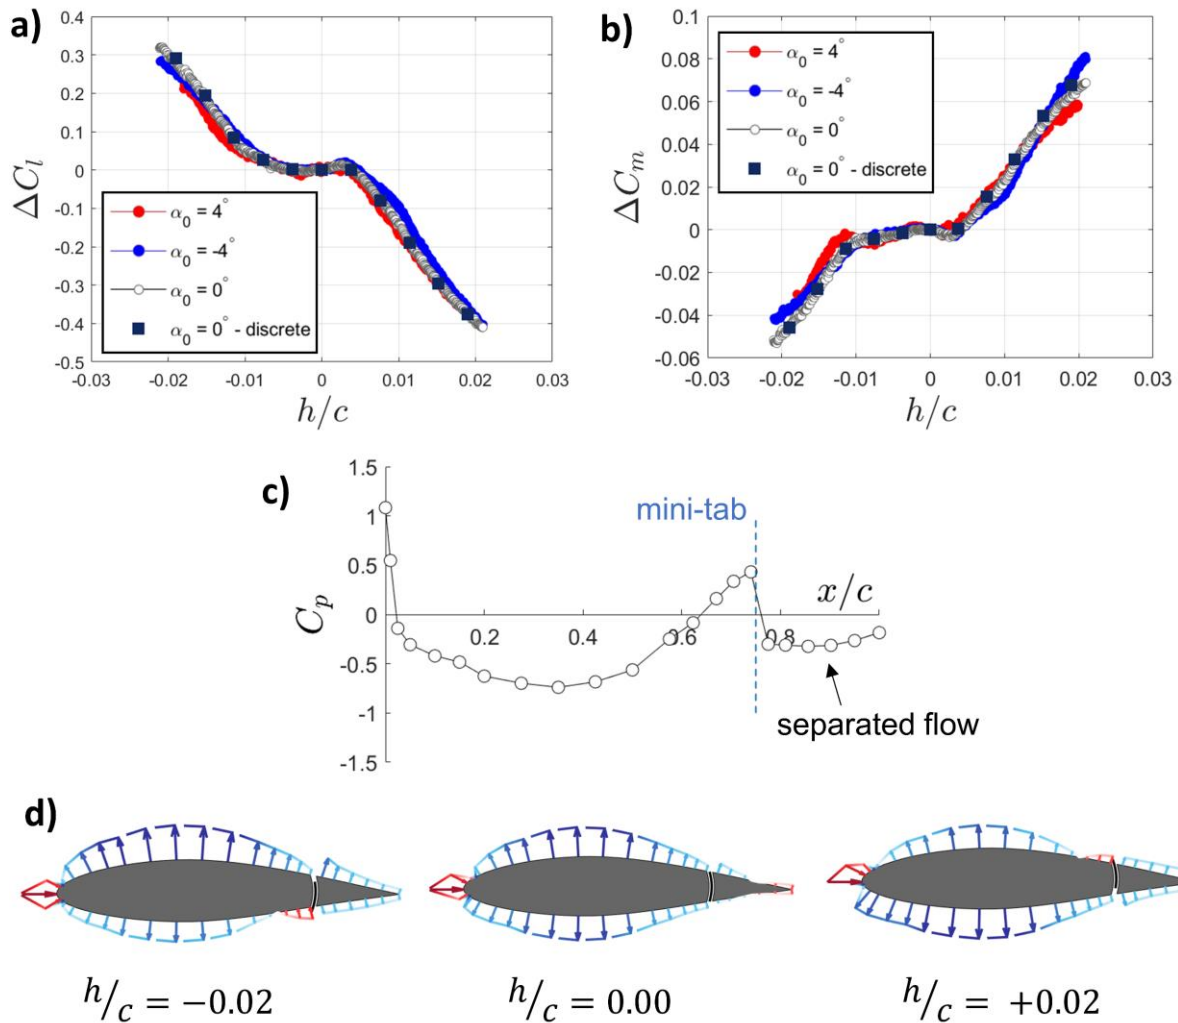 a)
0.4
0.3
0.2
0.1
0
-0.1
-0.2
-0.3
-0.4
-0.5
ΔC_l
α_0 = 4°
α_0 = -4°
α_0 = 0°
α_0 = 0° - discrete
-0.03 -0.02 -0.01 0 0.01 0.02 0.03
h/c
b)
0.1
0.08
0.06
0.04
0.02
0
-0.02
-0.04
-0.06
ΔC_m
α_0 = 4°
α_0 = -4°
α_0 = 0°
α_0 = 0° - discrete
-0.03 -0.02 -0.01 0 0.01 0.02 0.03
h/c
c)
1.5
1
0.5
0
-0.5
-1
-1.5
C_p
mini-tab
x/c
0.2 0.4 0.6 0.8
separated flow
d)
h/c = −0.02
h/c = 0.00
h/c = +0.02